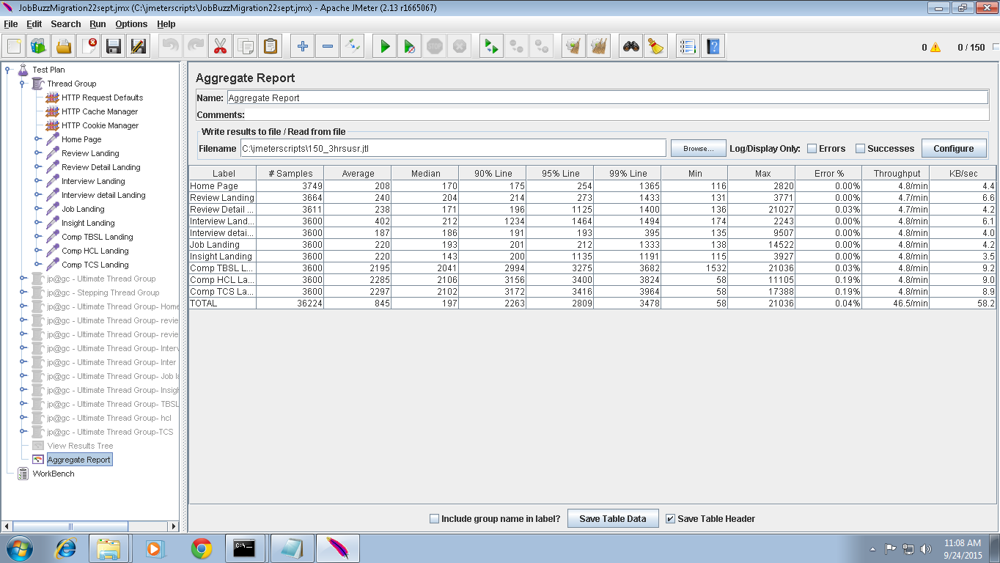 JobBuzzMigration22sept.jmx (C:\jmeterscripts\JobBuzzMigration22sept.jmx) - Apache JMeter (2.13 r1665067)
File Edit Search Run Options Help
STOP
0 0 / 150
Test Plan
Thread Group
HTTP Request Defaults
HTTP Cache Manager
HTTP Cookie Manager
Home Page
Review Landing
Review Detail Landing
Interview Landing
Interview detail Landing
Job Landing
Insight Landing
Comp TBSL Landing
Comp HCL Landing
Comp TCS Landing
jp@gc - Ultimate Thread Group
jp@gc - Stepping Thread Group
jp@gc - Ultimate Thread Group- Home
jp@gc - Ultimate Thread Group- revie
jp@gc - Ultimate Thread Group- revie
jp@gc - Ultimate Thread Group- Interv
jp@gc - Ultimate Thread Group- Inter
jp@gc - Ultimate Thread Group- Job la
jp@gc - Ultimate Thread Group- Insigh
jp@gc - Ultimate Thread Group- TBSL
jp@gc - Ultimate Thread Group- hcl
jp@gc - Ultimate Thread Group-TCS
View Results Tree
Aggregate Report
WorkBench
Aggregate Report
Name: Aggregate Report
Comments:
Write results to file / Read from file
Filename C:\jmeterscripts\150_3hrsusr.jtl Browse... Log/Display Only: Errors Successes Configure
Label # Samples Average Median 90% Line 95% Line 99% Line Min Max Error % Throughput KB/sec
Home Page 3749 208 170 175 254 1365 116 2820 0.00% 4.8/min 4.4
Review Landing 3664 240 204 214 273 1433 131 3771 0.00% 4.7/min 6.6
Review Detail ... 3611 238 171 196 1125 1400 136 21027 0.03% 4.7/min 4.2
Interview Land... 3600 402 212 1234 1464 1494 174 2243 0.00% 4.8/min 6.1
Interview detai... 3600 187 186 191 193 395 135 9507 0.00% 4.8/min 4.0
Job Landing 3600 220 193 201 212 1333 138 14522 0.00% 4.8/min 4.2
Insight Landing 3600 220 143 200 1135 1191 115 3927 0.00% 4.8/min 3.5
Comp TBSL L... 3600 2195 2041 2994 3275 3682 1532 21036 0.03% 4.8/min 9.2
Comp HCL La... 3600 2285 2106 3156 3400 3824 58 11105 0.19% 4.8/min 9.0
Comp TCS La... 3600 2297 2102 3172 3416 3964 58 17388 0.19% 4.8/min 8.9
TOTAL 36224 845 197 2263 2809 3478 58 21036 0.04% 46.5/min 58.2
Include group name in label? Save Table Data Save Table Header
C:\
11:08 AM
9/24/2015